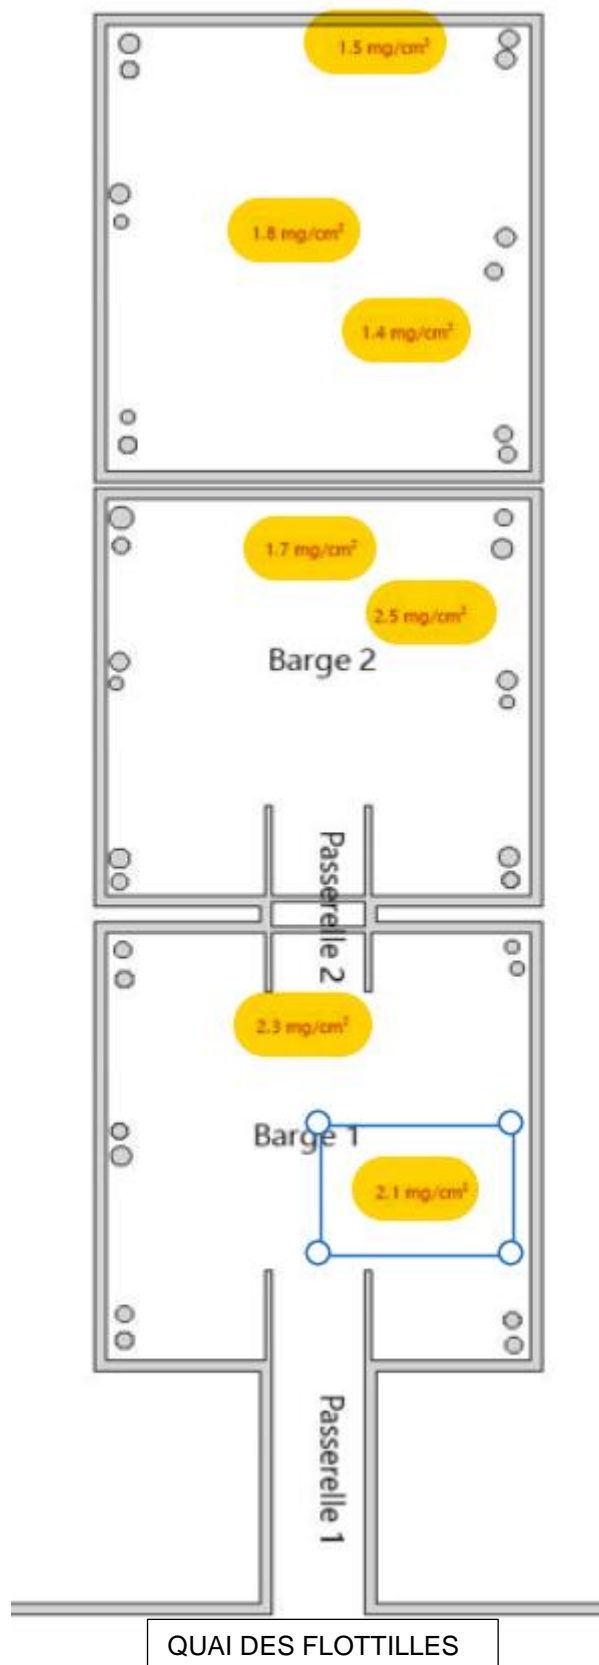 1.5 mg/cm²
1.8 mg/cm²
1.4 mg/cm²
1.7 mg/cm²
2.5 mg/cm²
Barge 2
Passerelle 2
2.3 mg/cm²
Barge 1
2.1 mg/cm²
Passerelle 1
QUAI DES FLOTTILLES